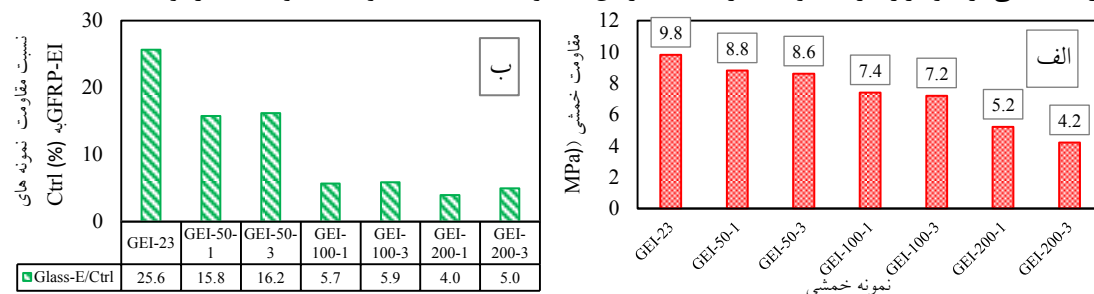 30
20
10
0
نسبت مقاومت نمونه های
GFRP-EI به Ctrl (%)
ب
GEI-23 GEI-50-1 GEI-50-3 GEI-100-1 GEI-100-3 GEI-200-1 GEI-200-3
Glass-E/Ctrl 25.6 15.8 16.2 5.7 5.9 4.0 5.0
12
10
8
6
4
2
0
مقاومت خمشی (MPa)
الف
9.8 8.8 8.6 7.4 7.2 5.2 4.2
GEI-23 GEI-50-1 GEI-50-3 GEI-100-1 GEI-100-3 GEI-200-1 GEI-200-3
نمونه خمشی